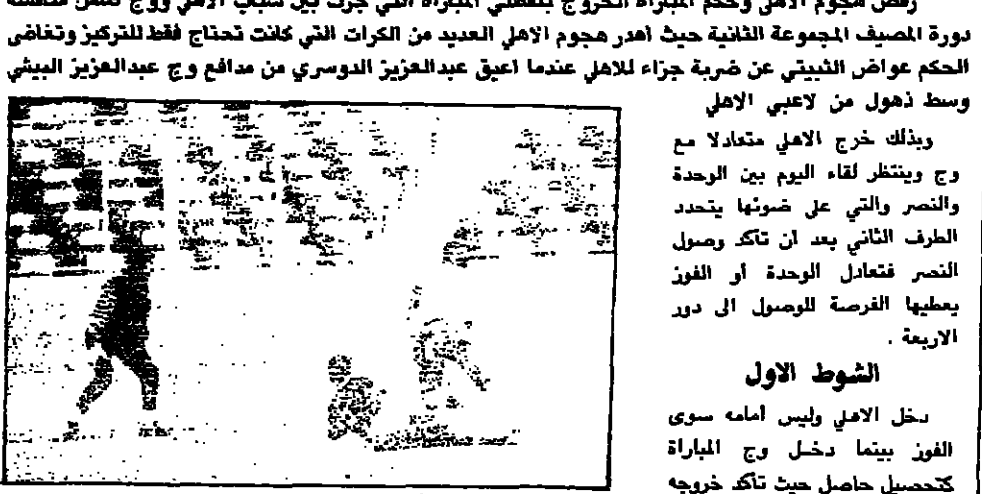 رفض هجوم الاهلي وحكم المباراة الخروج بنقطتي المباراة التي جرت بين شباب الاهلي ووج ضمن منافسة
دورة المصيف المجموعة الثانية حيث أهدر هجوم الاهلي العديد من الكرات التي كانت تحتاج فقط للتركيز وتغاضى
الحكم عواض الثبيتي عن ضربة جزاء للاهلي عندما اعيق عبدالعزيز الدوسري من مدافع وج عبدالعزيز البيشي
وسط ذهول من لاعبي الاهلي
وبذلك خرج الاهلي متعادلا مع
وج وينتظر لقاء اليوم بين الوحدة
والنصر والتي على ضوئها يتحدد
الطرف الثاني بعد ان تأكد وصول
النصر فتعادل الوحدة أو الفوز
يعطيها الفرصة للوصول الى دور
الاربعة .
الشوط الاول
دخل الاهلي وليس أمامه سوى
الفوز بينما دخل وج المباراة
كتحصيل حاصل حيث تأكد خروجه